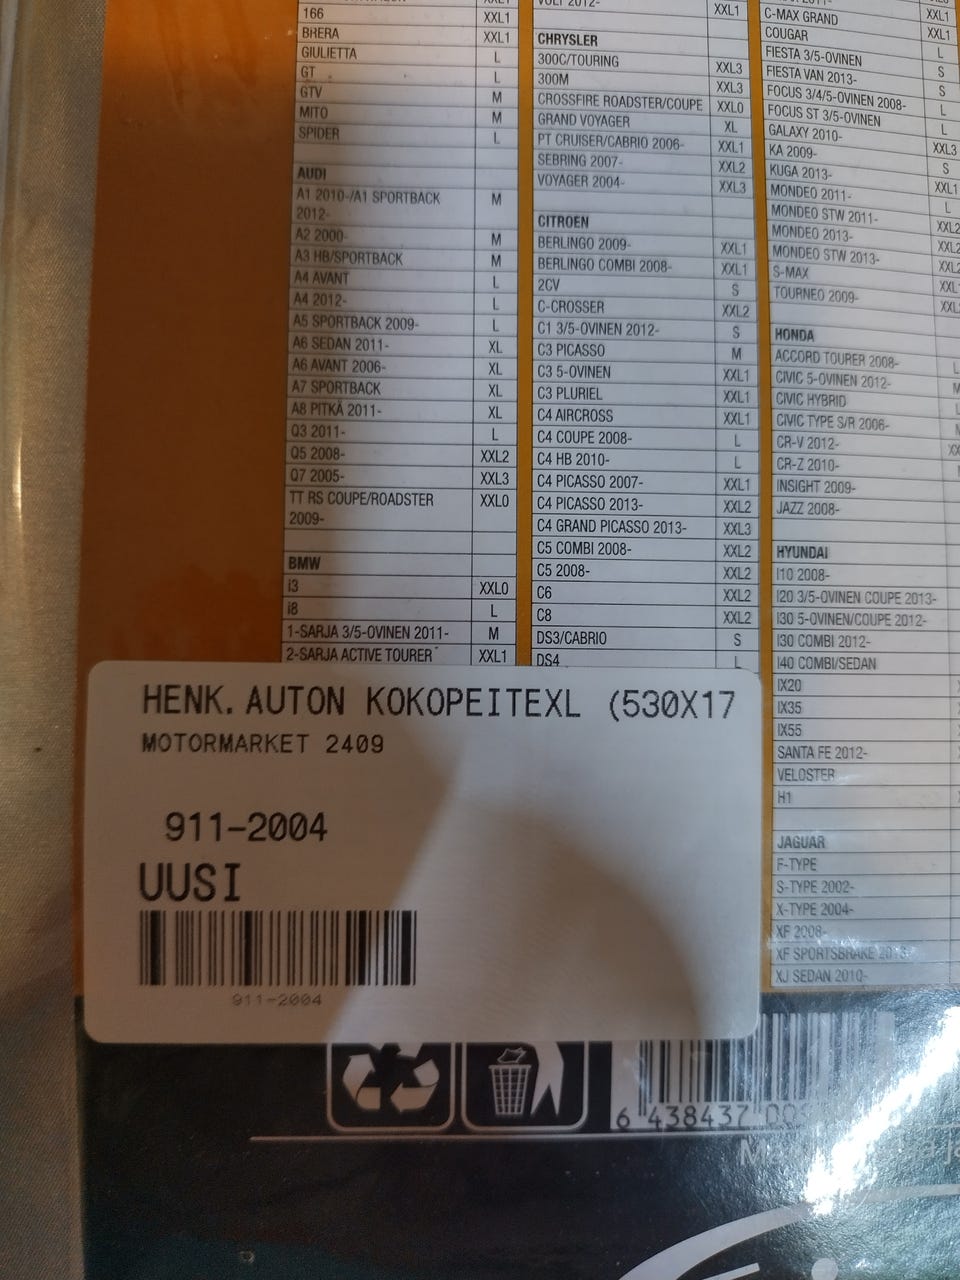 XXL1
166 XXL1
BRERA XXL1
GIULIETTA L
GT L
GTV M
MITO M
SPIDER L
AUDI
A1 2010-/A1 SPORTBACK 2012- M
A2 2000- M
A3 HB/SPORTBACK M
A4 AVANT L
A4 2012- L
A5 SPORTBACK 2009- L
A6 SEDAN 2011- XL
A6 AVANT 2006- XL
A7 SPORTBACK XL
A8 PITKÄ 2011- XL
Q3 2011- L
Q5 2008- XXL2
Q7 2005- XXL3
TT RS COUPE/ROADSTER 2009- XXL0
BMW
i3 XXL0
i8 L
1-SARJA 3/5-OVINEN 2011- M
2-SARJA ACTIVE TOURER XXL1
VOLT 2012- XXL1
CHRYSLER
300C/TOURING XXL3
300M XXL3
CROSSFIRE ROADSTER/COUPE XXL0
GRAND VOYAGER XL
PT CRUISER/CABRIO 2006- XXL1
SEBRING 2007- XXL2
VOYAGER 2004- XXL3
CITROEN
BERLINGO 2009- XXL1
BERLINGO COMBI 2008- XXL1
2CV S
C-CROSSER XXL2
C1 3/5-OVINEN 2012- S
C3 PICASSO M
C3 5-OVINEN XXL1
C3 PLURIEL XXL1
C4 AIRCROSS XXL1
C4 COUPE 2008- L
C4 HB 2010- L
C4 PICASSO 2007- XXL1
C4 PICASSO 2013- XXL2
C4 GRAND PICASSO 2013- XXL3
C5 COMBI 2008- XXL2
C5 2008- XXL2
C6 XXL2
C8 XXL2
DS3/CABRIO S
DS4 L
XXL1
C-MAX GRAND XXL1
COUGAR L
FIESTA 3/5-OVINEN S
FIESTA VAN 2013- S
FOCUS 3/4/5-OVINEN 2008- L
FOCUS ST 3/5-OVINEN L
GALAXY 2010- XXL3
KA 2009- S
KUGA 2013- XXL1
MONDEO 2011- L
MONDEO STW 2011- XXL2
MONDEO 2013- XXL2
MONDEO STW 2013- XXL2
S-MAX
TOURNEO 2009-
HONDA
ACCORD TOURER 2008-
CIVIC 5-OVINEN 2012-
CIVIC HYBRID
CIVIC TYPE S/R 2006-
CR-V 2012-
CR-Z 2010-
INSIGHT 2009-
JAZZ 2008-
HYUNDAI
I10 2008-
I20 3/5-OVINEN COUPE 2013-
I30 5-OVINEN/COUPE 2012-
I30 COMBI 2012-
I40 COMBI/SEDAN
IX20
IX35
IX55
SANTA FE 2012-
VELOSTER
H1
JAGUAR
F-TYPE
S-TYPE 2002-
X-TYPE 2004-
XF 2008-
XF SPORTSBRAKE 2013-
XJ SEDAN 2010-
HENK. AUTON KOKOPEITEXL (530X17
MOTORMARKET 2409
911-2004
UUSI
911-2004
6 438437